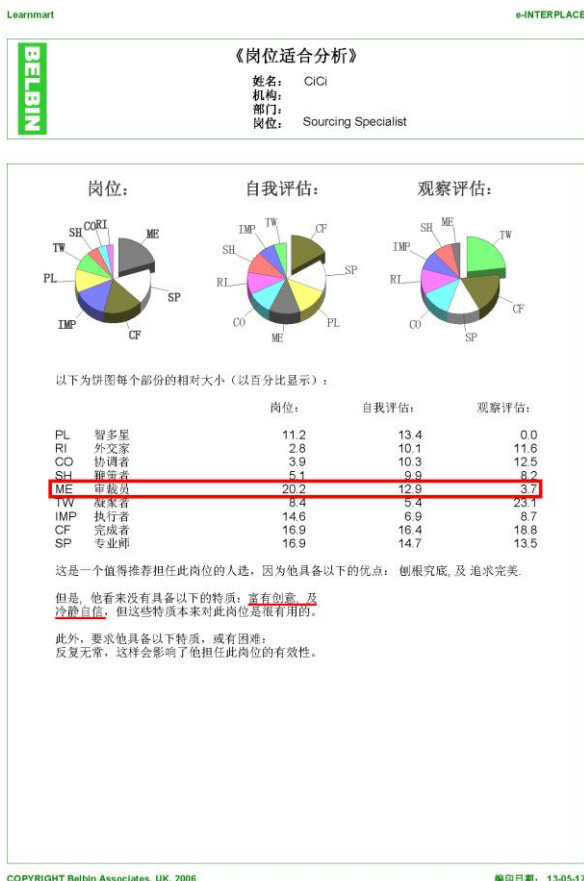 Learnmart e-INTERPLACE
BELBIN
《岗位适合分析》
姓名: CiCi
机构:
部门:
岗位: Sourcing Specialist
岗位: 自我评估: 观察评估:
ME SP CF IMP PL TW SH CO RI
CF SP PL ME CO RI SH IMP TW
TW CF SP CO RI IMP SH ME
以下为饼图每个部份的相对大小（以百分比显示）:
岗位: 自我评估: 观察评估:
PL 智多星 11.2 13.4 0.0
RI 外交家 2.8 10.1 11.6
CO 协调者 3.9 10.3 12.5
SH 鞭策者 5.1 9.9 8.2
ME 审裁员 20.2 12.9 3.7
TW 凝聚者 8.4 5.4 23.1
IMP 执行者 14.6 6.9 8.7
CF 完成者 16.9 16.4 18.8
SP 专业师 16.9 14.7 13.5
这是一个值得推荐担任此岗位的人选，因为他具备以下的优点: 刨根究底, 及 追求完美.
但是, 他看来没有具备以下的特质: 富有创意, 及
冷静自信, 但这些特质本来对此岗位是很有用的。
此外, 要求他具备以下特质, 或有困难:
反复无常, 这样会影响了他担任此岗位的有效性。
COPYRIGHT Belbin Associates, UK, 2006 编印日期: 13-05-17